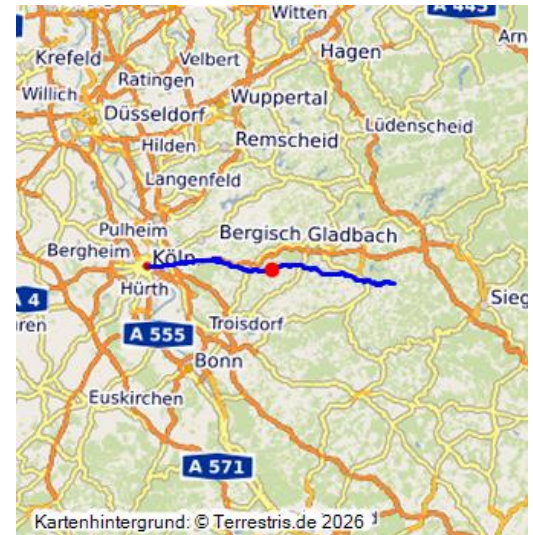 Witten
A 445
Krefeld
Velbert
Hagen
Arn
Ratingen
Willich
Wuppertal
Düsseldorf
Lüdenscheid
Hilden
Remscheid
Langenfeld
Pulheim
Bergisch Gladbach
Bergheim
Köln
Hürth
A 4
Sieg
üren
Troisdorf
A 555
Bonn
Euskirchen
A 571
Kartenhintergrund: © Terrestris.de 2026